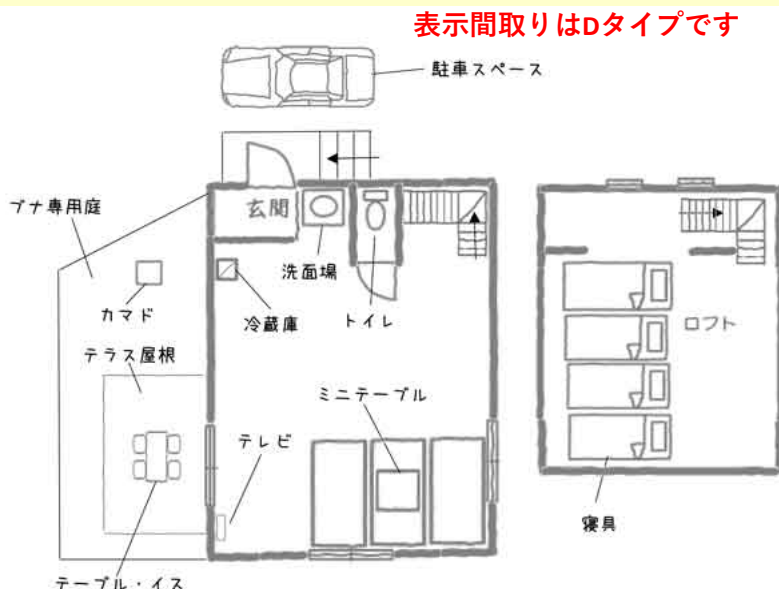 表示間取りはDタイプです
駐車スペース
ブナ専用庭
玄関
洗面場
カマド
冷蔵庫
トイレ
ロフト
テラス屋根
ミニテーブル
テレビ
寝具
テーブル・イス